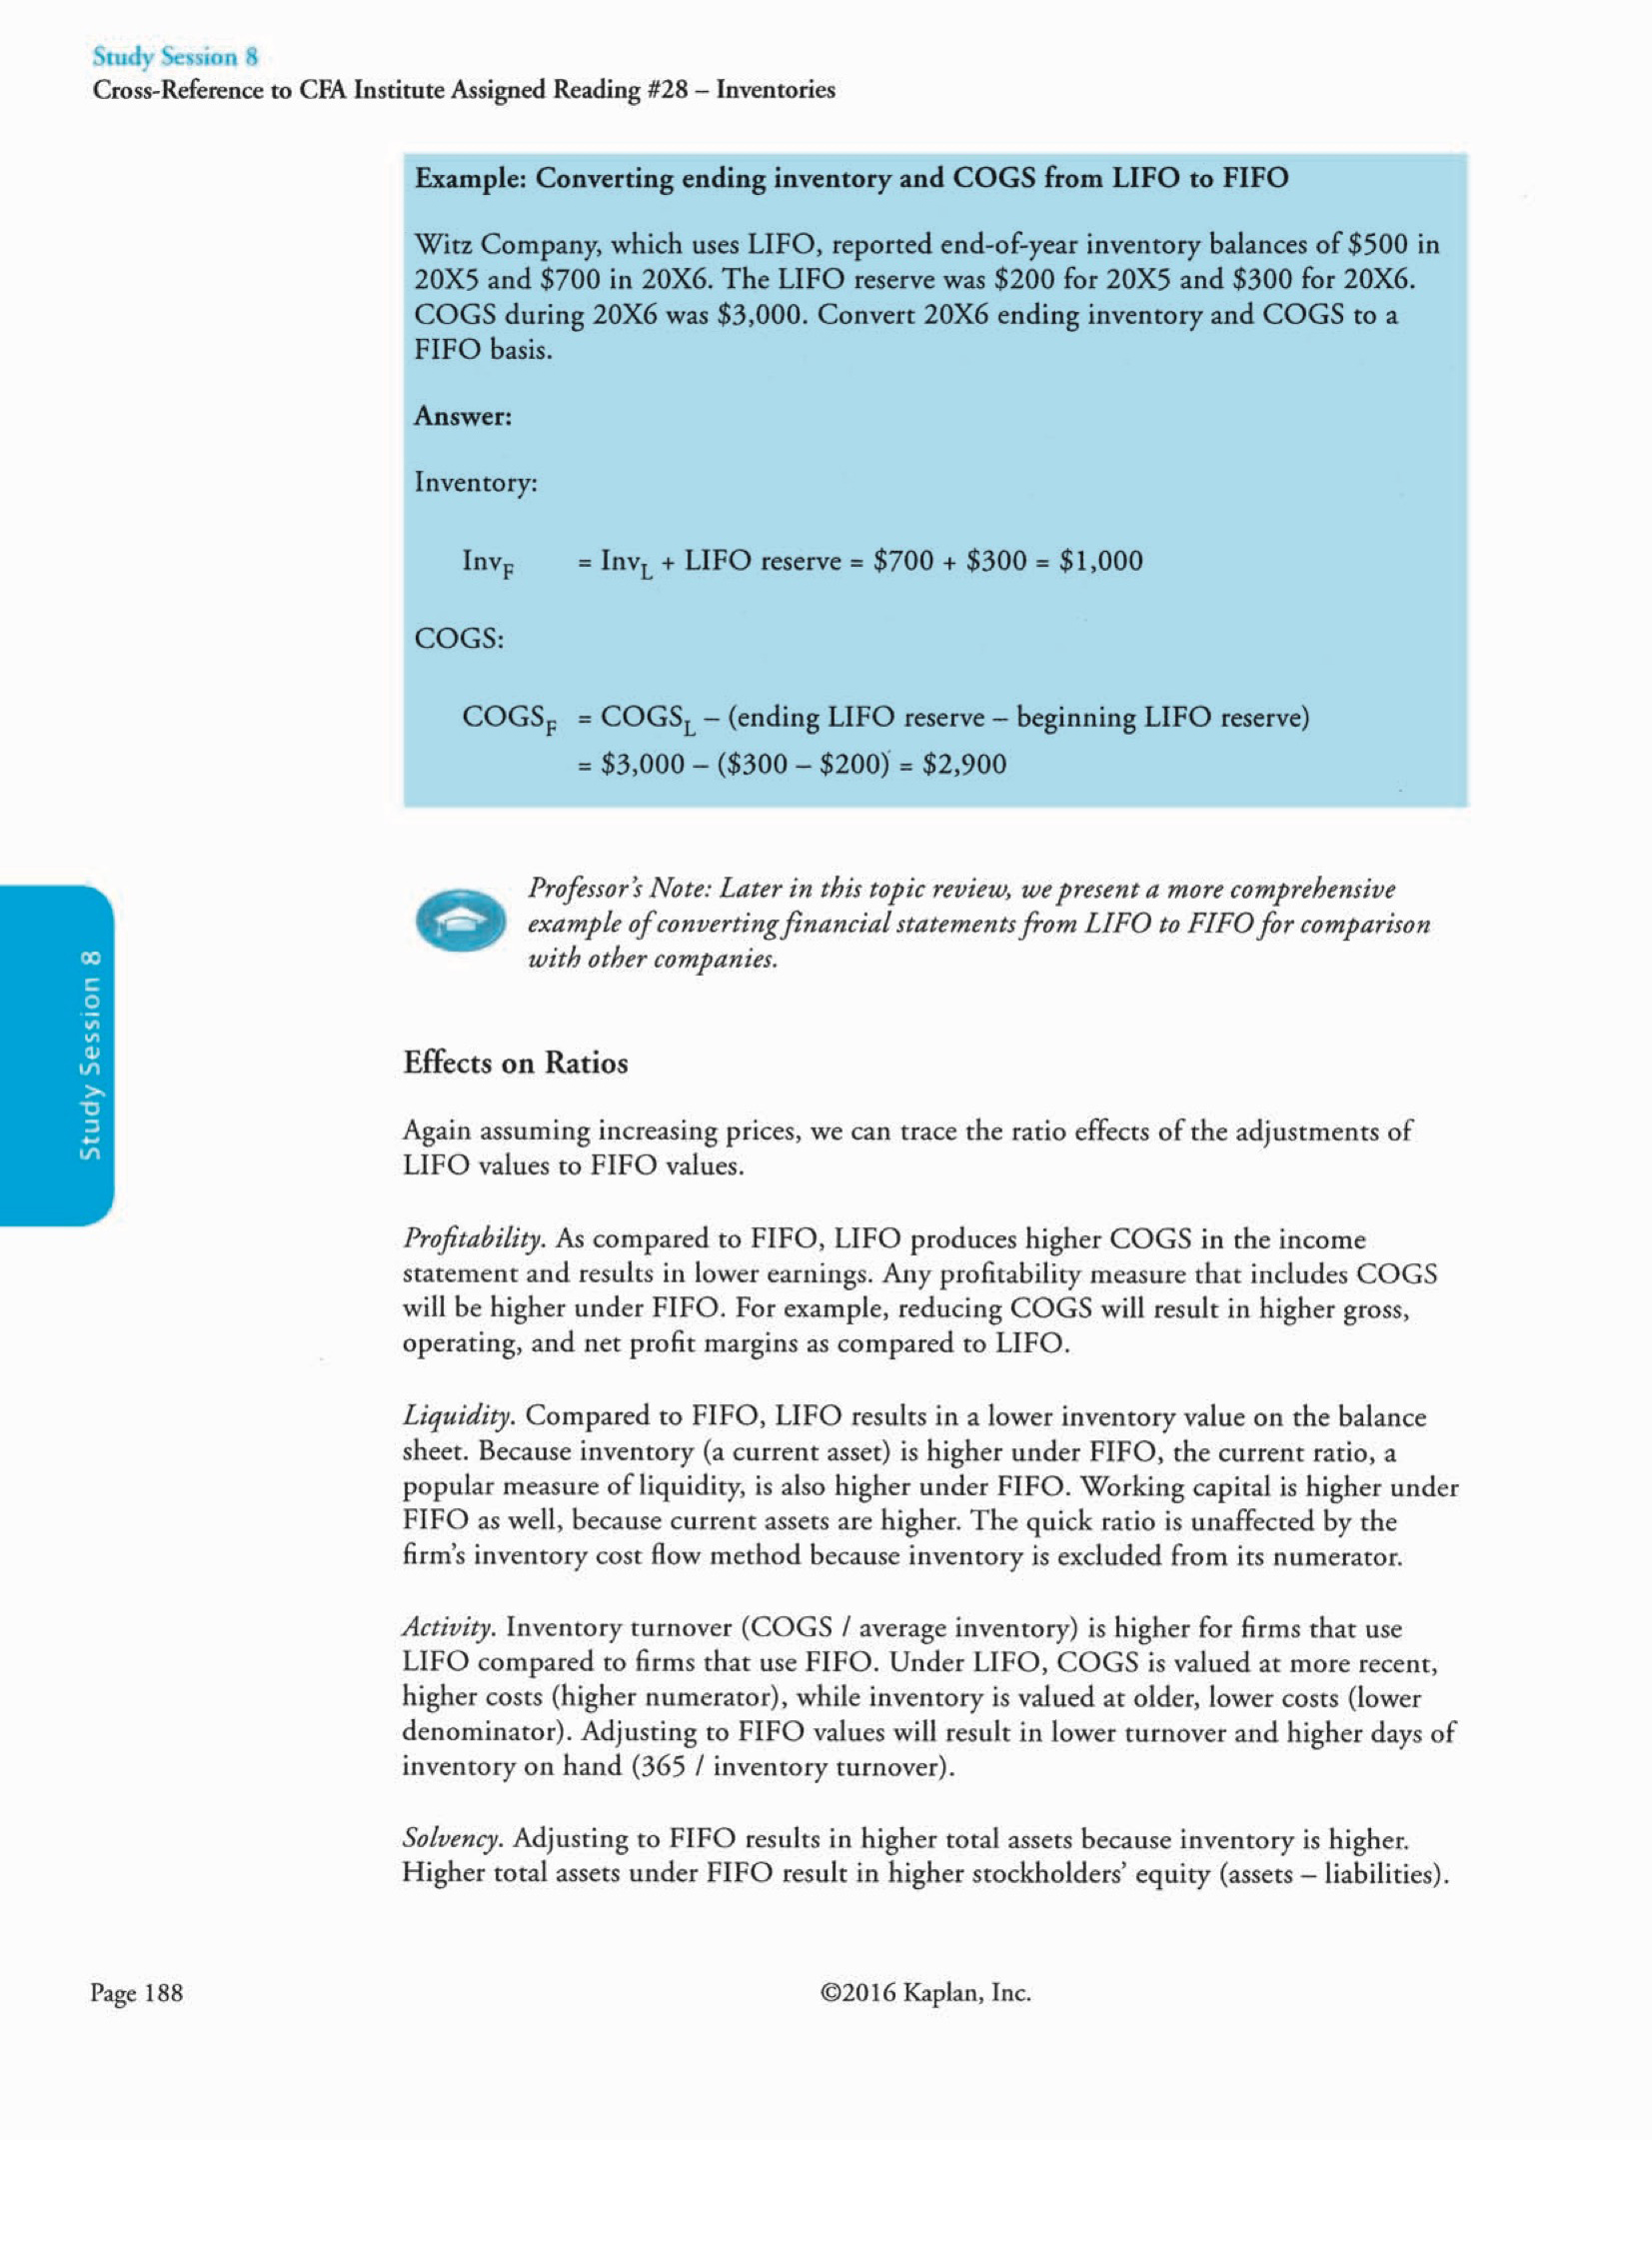 Study Session 8
Cross-Reference to CFA Institute Assigned Reading #28 – Inventories
Example: Converting ending inventory and COGS from LIFO to FIFO
Witz Company, which uses LIFO, reported end-of-year inventory balances of $500 in
20X5 and $700 in 20X6. The LIFO reserve was $200 for 20X5 and $300 for 20X6.
COGS during 20X6 was $3,000. Convert 20X6 ending inventory and COGS to a
FIFO basis.
Answer:
Inventory:
InvF = InvL + LIFO reserve = $700 + $300 = $1,000
COGS:
COGSF = COGSL – (ending LIFO reserve – beginning LIFO reserve)
= $3,000 – ($300 – $200) = $2,900
Professor's Note: Later in this topic review, we present a more comprehensive
example of converting financial statements from LIFO to FIFO for comparison
with other companies.
Study Session 8
Effects on Ratios
Again assuming increasing prices, we can trace the ratio effects of the adjustments of
LIFO values to FIFO values.
Profitability. As compared to FIFO, LIFO produces higher COGS in the income
statement and results in lower earnings. Any profitability measure that includes COGS
will be higher under FIFO. For example, reducing COGS will result in higher gross,
operating, and net profit margins as compared to LIFO.
Liquidity. Compared to FIFO, LIFO results in a lower inventory value on the balance
sheet. Because inventory (a current asset) is higher under FIFO, the current ratio, a
popular measure of liquidity, is also higher under FIFO. Working capital is higher under
FIFO as well, because current assets are higher. The quick ratio is unaffected by the
firm's inventory cost flow method because inventory is excluded from its numerator.
Activity. Inventory turnover (COGS / average inventory) is higher for firms that use
LIFO compared to firms that use FIFO. Under LIFO, COGS is valued at more recent,
higher costs (higher numerator), while inventory is valued at older, lower costs (lower
denominator). Adjusting to FIFO values will result in lower turnover and higher days of
inventory on hand (365 / inventory turnover).
Solvency. Adjusting to FIFO results in higher total assets because inventory is higher.
Higher total assets under FIFO result in higher stockholders' equity (assets – liabilities).
Page 188
©2016 Kaplan, Inc.